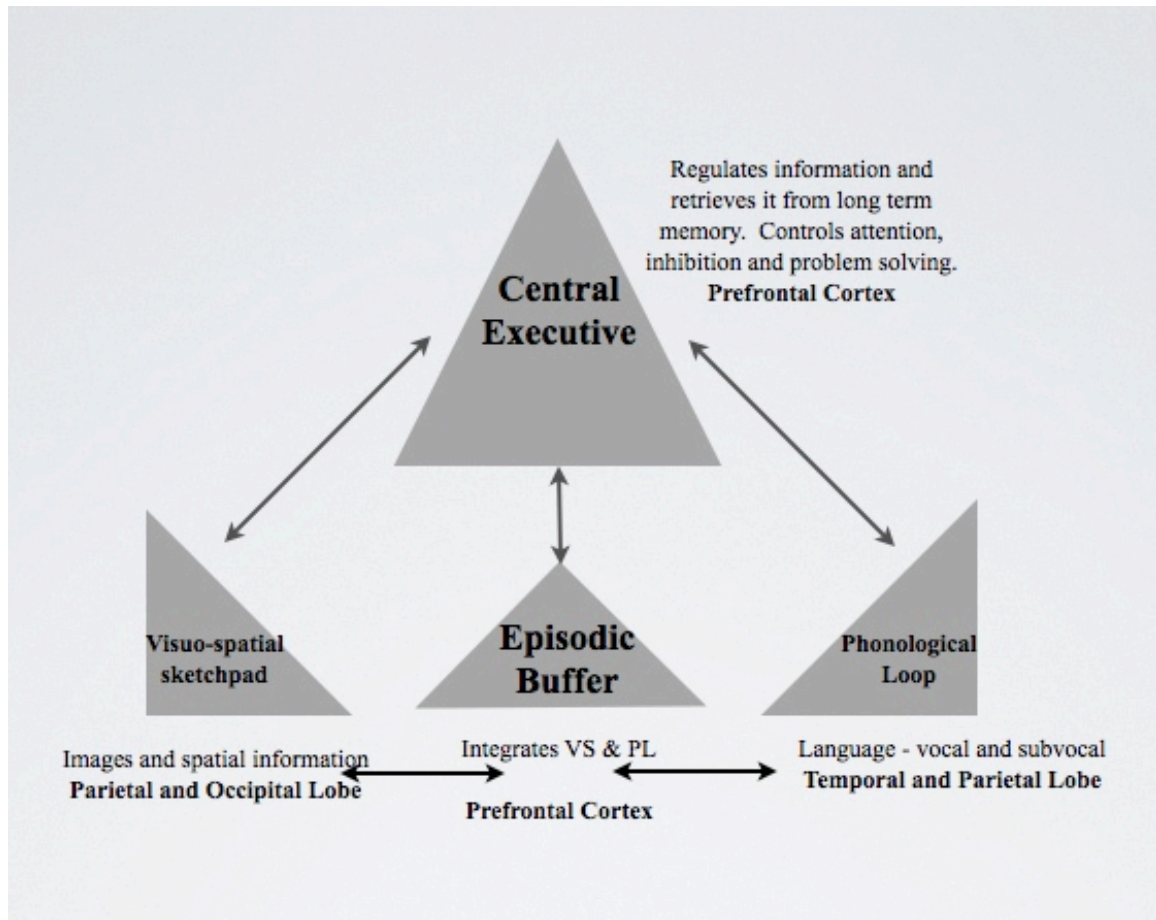 Regulates information and
retrieves it from long term
memory.  Controls attention,
inhibition and problem solving.
Prefrontal Cortex
Central
Executive
Visuo-spatial
sketchpad
Episodic
Buffer
Phonological
Loop
Images and spatial information
Parietal and Occipital Lobe
Integrates VS & PL
Prefrontal Cortex
Language - vocal and subvocal
Temporal and Parietal Lobe